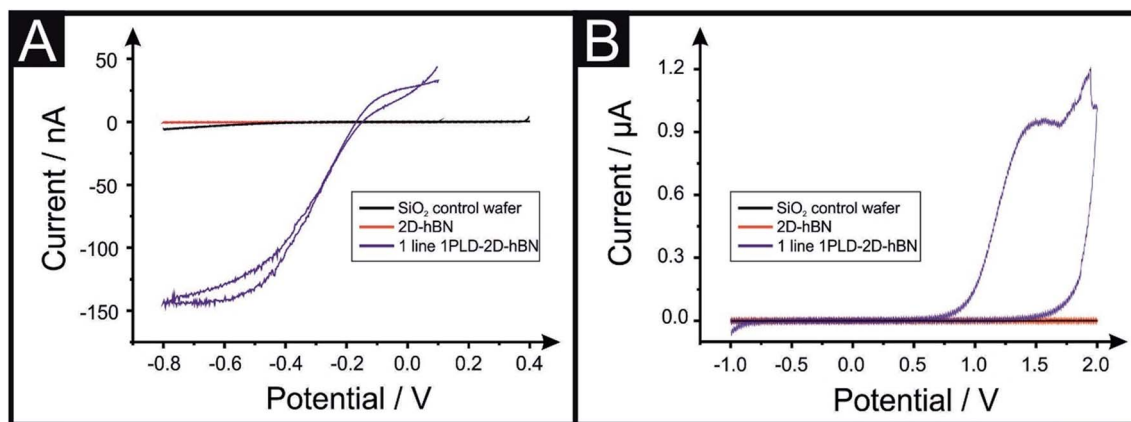 A
50
0
-50
-100
-150
Current / nA
SiO₂ control wafer
2D-hBN
1 line 1PLD-2D-hBN
-0.8 -0.6 -0.4 -0.2 0.0 0.2 0.4
Potential / V
B
1.2
0.9
0.6
0.3
0.0
Current / µA
SiO₂ control wafer
2D-hBN
1 line 1PLD-2D-hBN
-1.0 -0.5 0.0 0.5 1.0 1.5 2.0
Potential / V